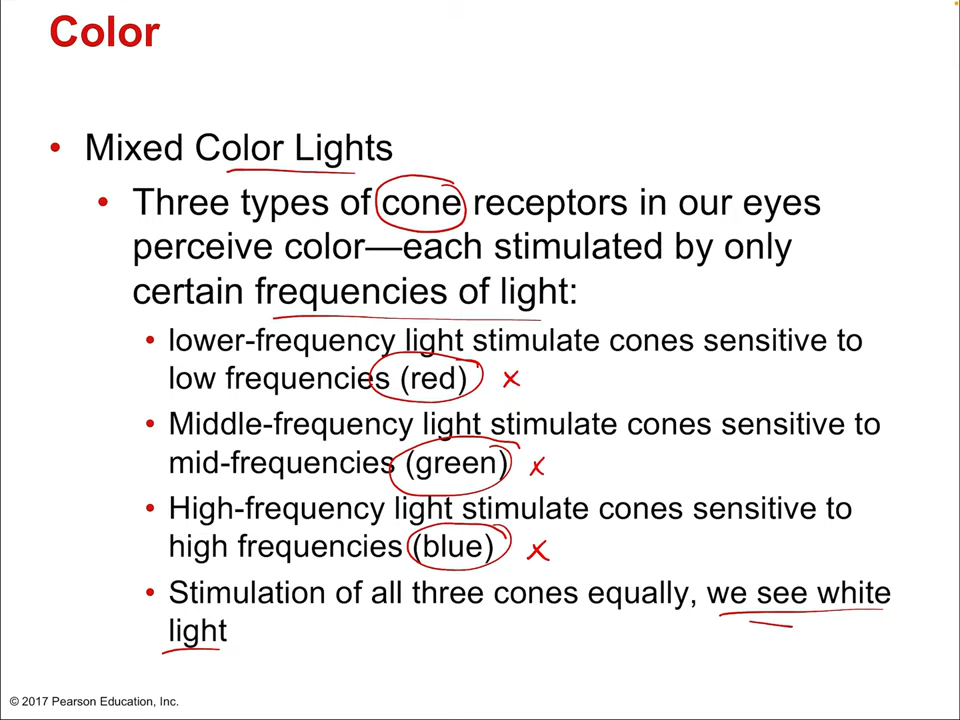 Color
• Mixed Color Lights
• Three types of cone receptors in our eyes
perceive color—each stimulated by only
certain frequencies of light:
• lower-frequency light stimulate cones sensitive to
low frequencies (red) x
• Middle-frequency light stimulate cones sensitive to
mid-frequencies (green) x
• High-frequency light stimulate cones sensitive to
high frequencies (blue) x
• Stimulation of all three cones equally, we see white
light
© 2017 Pearson Education, Inc.